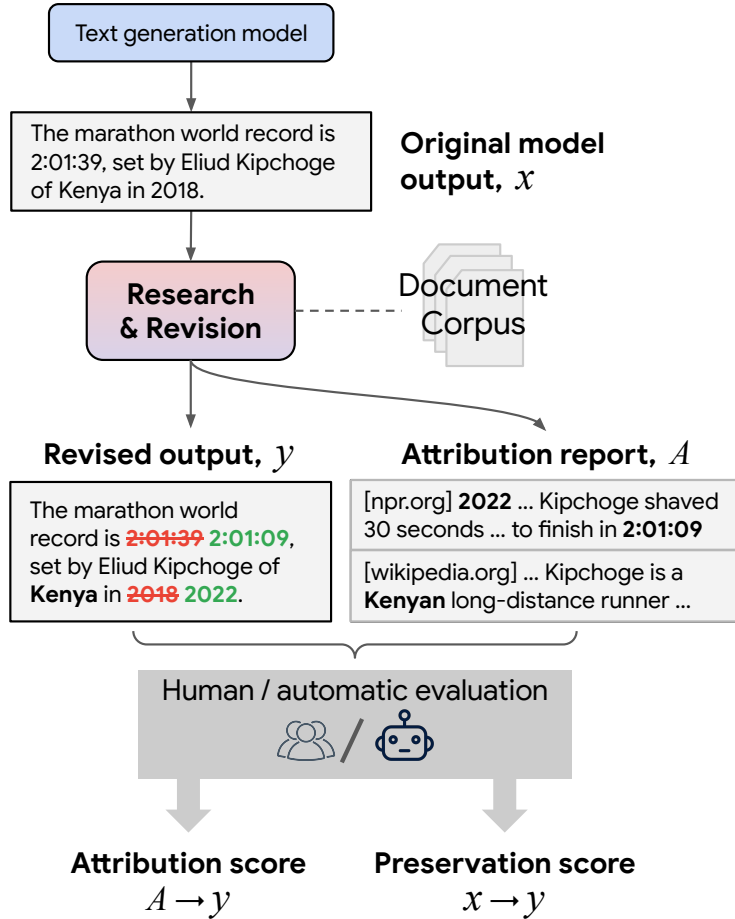 Text generation model
The marathon world record is
2:01:39, set by Eliud Kipchoge
of Kenya in 2018.
Original model
output, x
Research
& Revision
Document
Corpus
Revised output, y
The marathon world
record is 2:01:39 2:01:09,
set by Eliud Kipchoge of
Kenya in 2018 2022.
Attribution report, A
[npr.org] 2022 ... Kipchoge shaved
30 seconds ... to finish in 2:01:09
[wikipedia.org] ... Kipchoge is a
Kenyan long-distance runner ...
Human / automatic evaluation
/
Attribution score
A → y
Preservation score
x → y